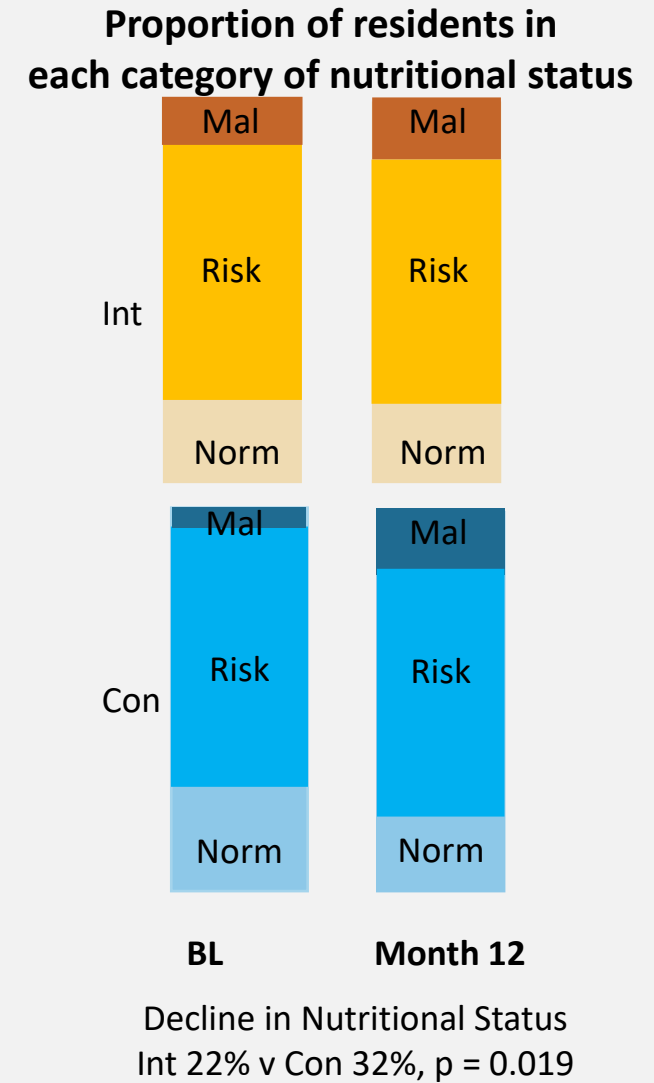 Proportion of residents in
each category of nutritional status
Mal Mal
Risk Risk
Int
Norm Norm
Mal Mal
Risk Risk
Con
Norm Norm
BL Month 12
Decline in Nutritional Status
Int 22% v Con 32%, p = 0.019